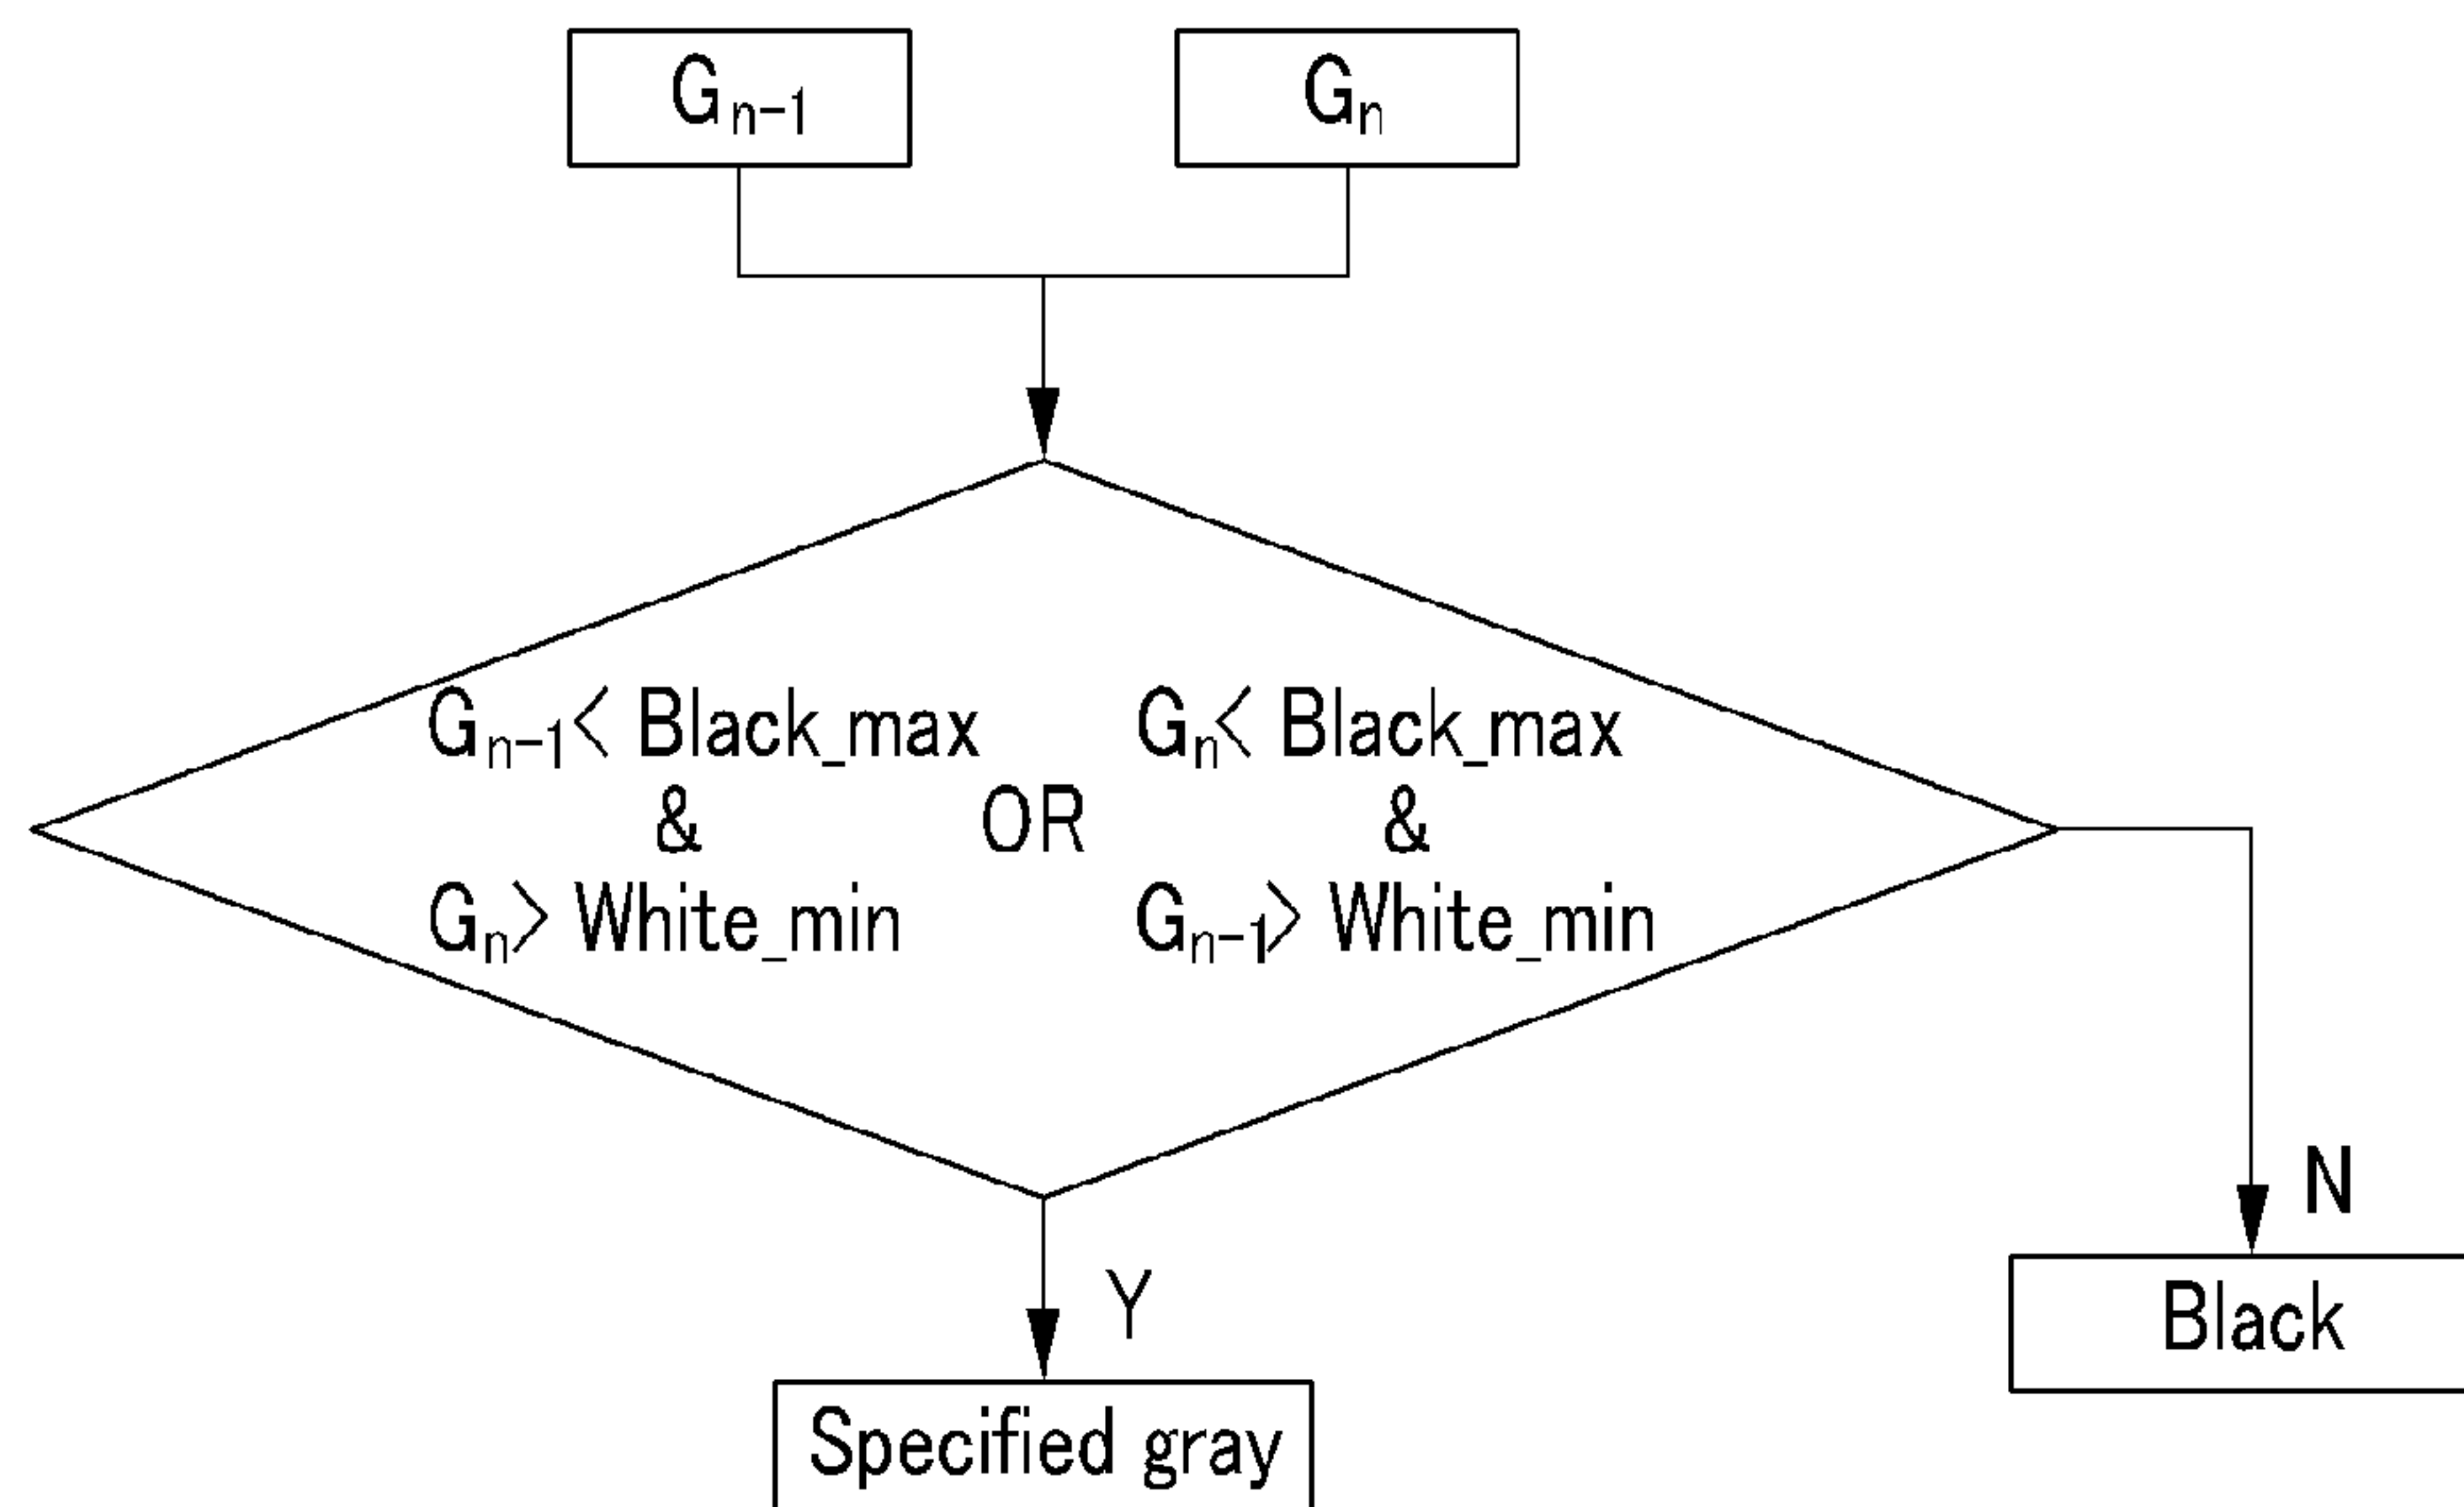 Gn-1
Gn
Gn-1< Black_max
&
Gn> White_min
OR
Gn< Black_max
&
Gn-1> White_min
N
Y
Black
Specified gray